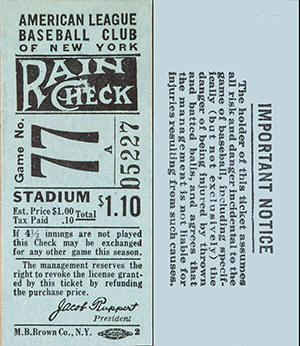 AMERICAN LEAGUE
BASEBALL CLUB
OF NEW YORK
RAIN
CHECK
Game No.
77
A
05227
STADIUM $1.10
Est. Price $1.00 Total
Tax Paid .10
If 4½ innings are not played
this Check may be exchanged
for any other game this season.
The management reserves the
right to revoke the license grant-
ed by this ticket by refunding
the purchase price.
Jacob Ruppert
President
M.B. Brown Co., N.Y. 2
IMPORTANT NOTICE
The holder of this ticket assumes
all risk and danger incidental to the
game of baseball, including specif-
ically (but not exclusively) the
danger of being injured by thrown
and batted balls, and agrees that
the management is not liable for
injuries resulting from such causes.